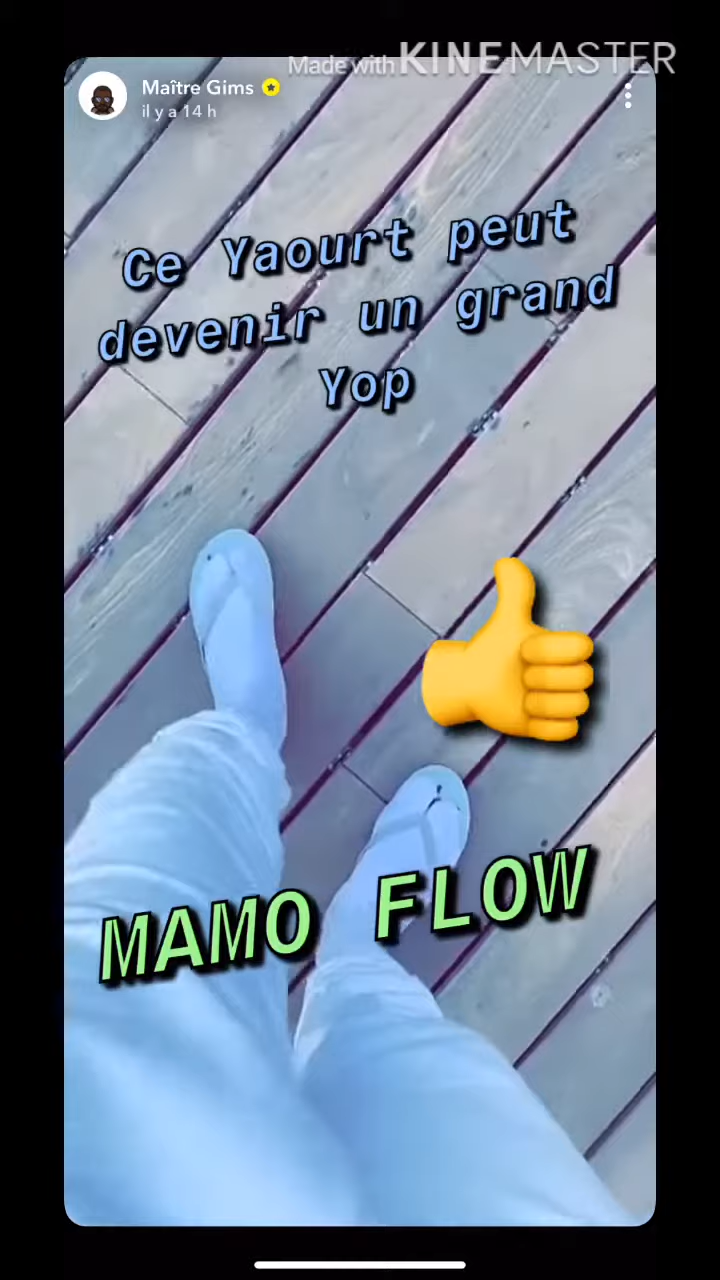 Made with KINEMASTER
Maître Gims
il y a 14 h
Ce Yaourt peut
devenir un grand
Yop
MAMO FLOW